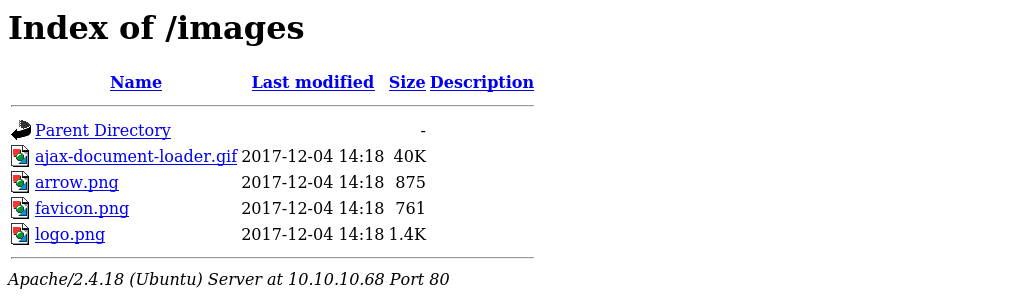 Index of /images
Name Last modified Size Description
Parent Directory -
ajax-document-loader.gif 2017-12-04 14:18 40K
arrow.png 2017-12-04 14:18 875
favicon.png 2017-12-04 14:18 761
logo.png 2017-12-04 14:18 1.4K
Apache/2.4.18 (Ubuntu) Server at 10.10.10.68 Port 80